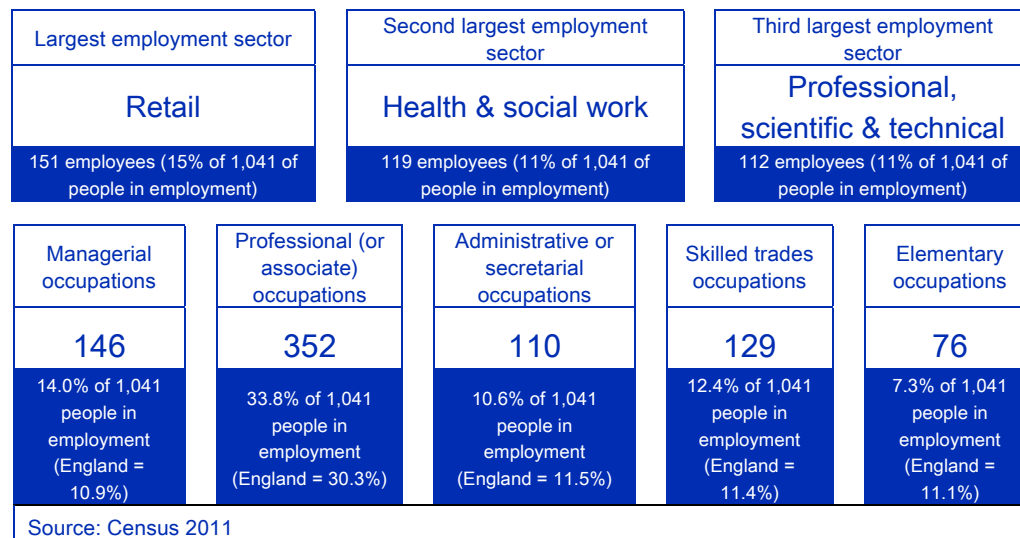 Largest employment sector
Retail
151 employees (15% of 1,041 of
people in employment)
Second largest employment
sector
Health & social work
119 employees (11% of 1,041 of
people in employment)
Third largest employment
sector
Professional,
scientific & technical
112 employees (11% of 1,041 of
people in employment)
Managerial
occupations
146
14.0% of 1,041
people in
employment
(England =
10.9%)
Professional (or
associate)
occupations
352
33.8% of 1,041
people in
employment
(England = 30.3%)
Administrative or
secretarial
occupations
110
10.6% of 1,041
people in
employment
(England = 11.5%)
Skilled trades
occupations
129
12.4% of 1,041
people in
employment
(England =
11.4%)
Elementary
occupations
76
7.3% of 1,041
people in
employment
(England =
11.1%)
Source: Census 2011